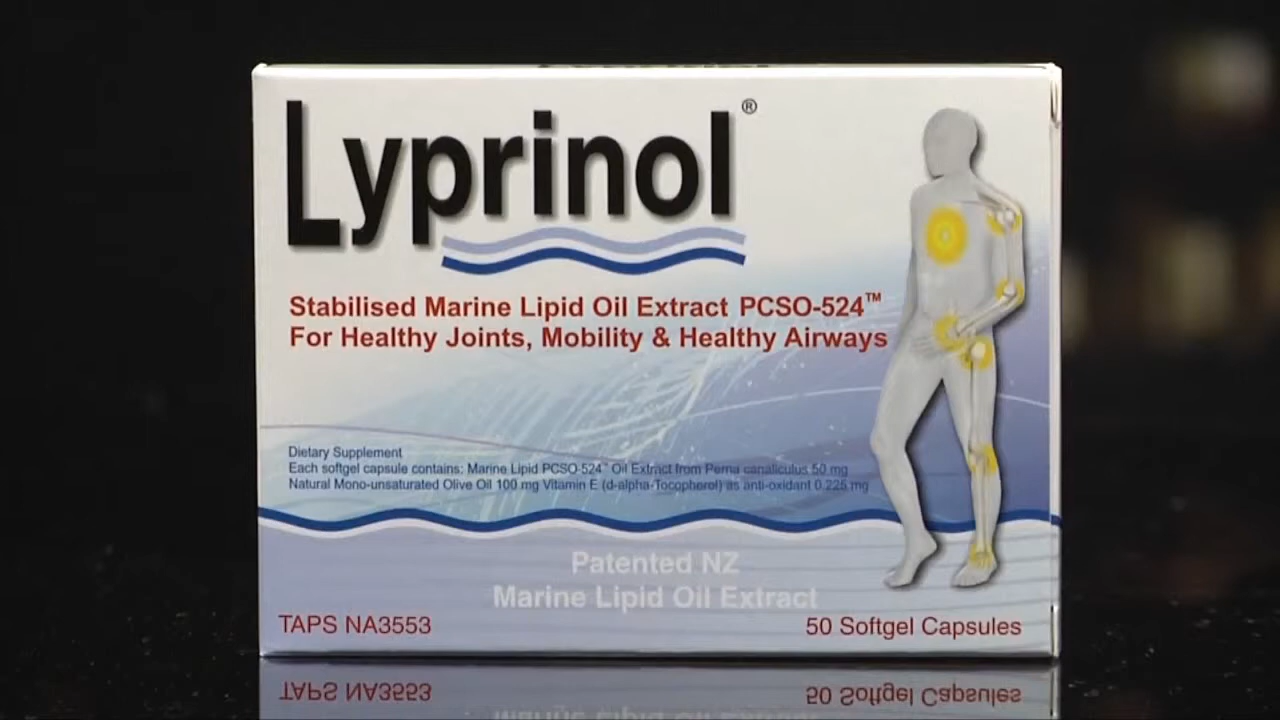 Lyprinol®
Stabilised Marine Lipid Oil Extract PCSO-524™
For Healthy Joints, Mobility & Healthy Airways
Dietary Supplement
Each softgel capsule contains: Marine Lipid PCSO-524™ Oil Extract from Perna canaliculus 50 mg
Natural Mono-unsaturated Olive Oil 100 mg Vitamin E (d-alpha-Tocopherol) as anti-oxidant 0.225 mg
Patented NZ
Marine Lipid Oil Extract
TAPS NA3553
50 Softgel Capsules